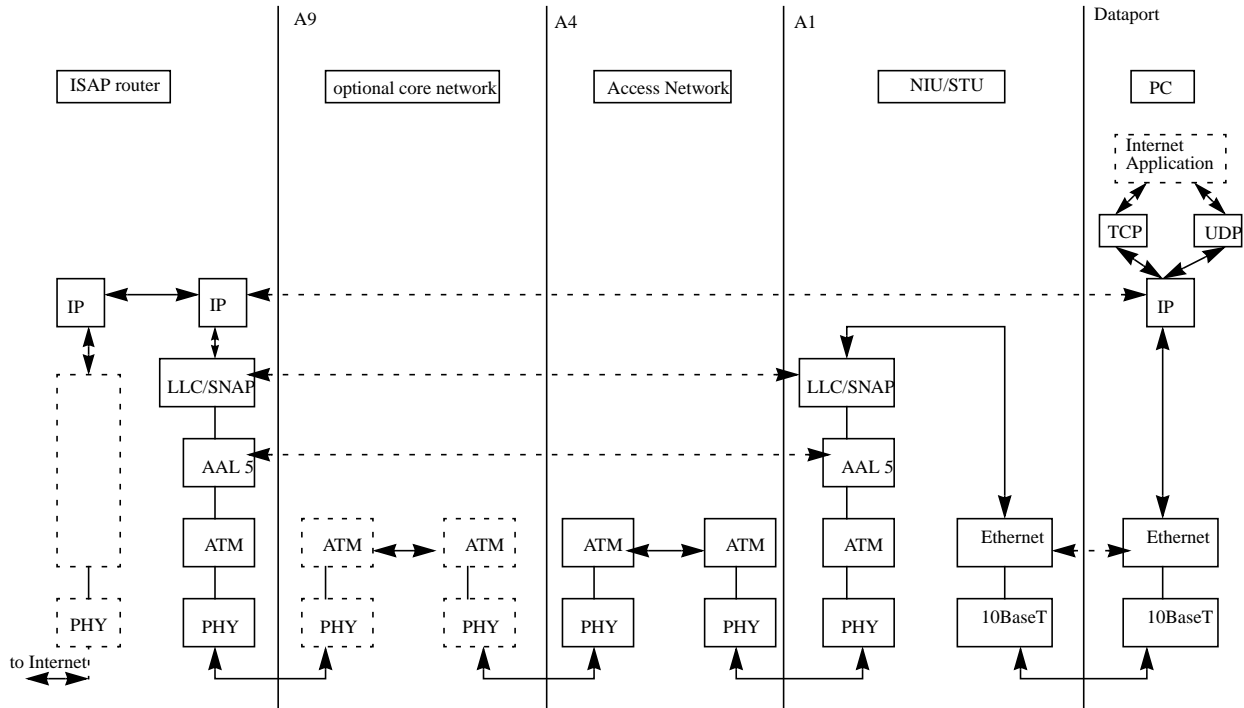 A9
A4
A1
Dataport
ISAP router
optional core network
Access Network
NIU/STU
PC
Internet
Application
TCP
UDP
IP
IP
IP
LLC/SNAP
LLC/SNAP
AAL 5
AAL 5
ATM
ATM
ATM
ATM
ATM
ATM
Ethernet
Ethernet
PHY
PHY
PHY
PHY
PHY
PHY
PHY
10BaseT
10BaseT
to Internet